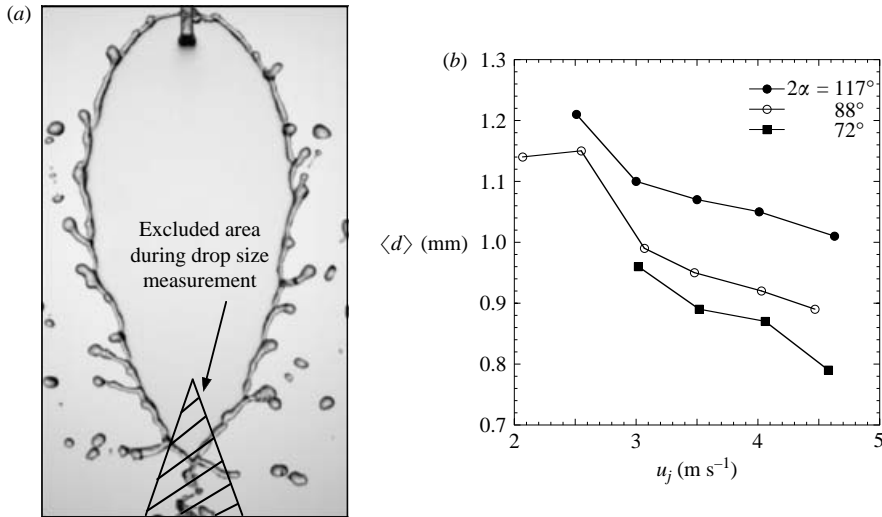 (a)
Excluded area
during drop size
measurement
(b)
1.3
1.2
1.1
1.0
0.9
0.8
0.7
⟨d⟩ (mm)
2α = 117°
88°
72°
2
3
4
5
u_j (m s⁻¹)